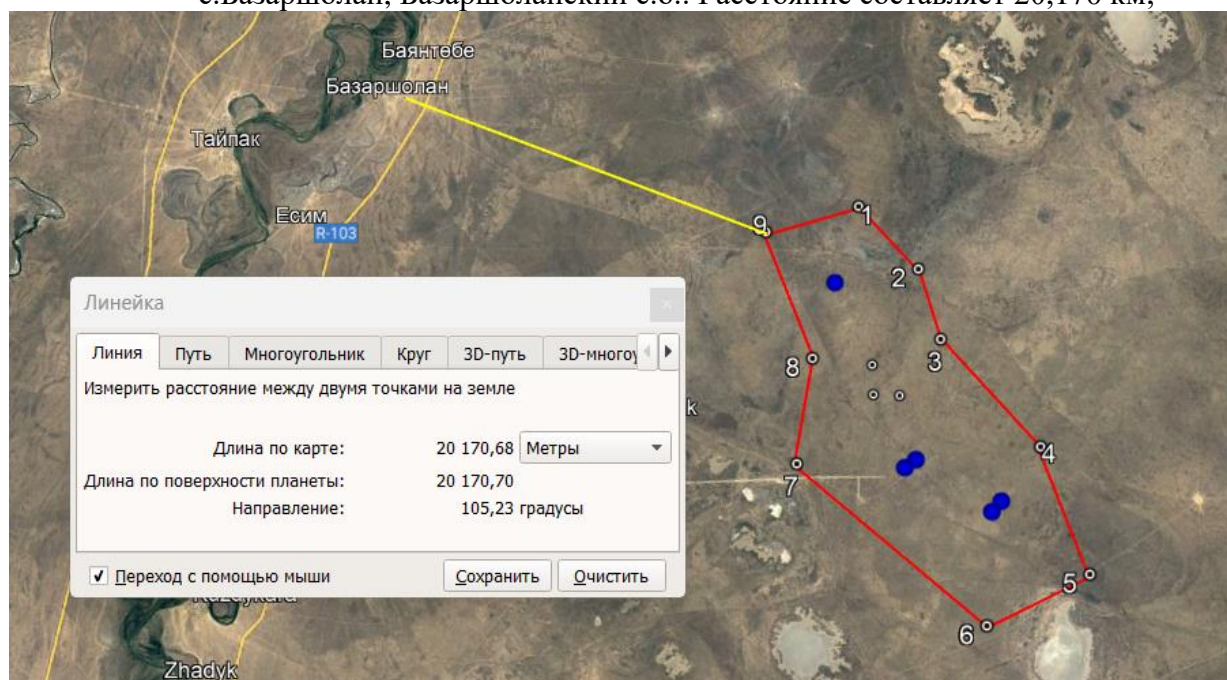 с.Базаршолан, Базаршоланский с.о.. Расстояние составляет 20,170 км;
Баянтөбе
Базаршолан
Тайпак
Есим
R-103
9
1
2
3
8
4
7
5
6
k
Линейка
Линия Путь Многоугольник Круг 3D-путь 3D-многоу
Измерить расстояние между двумя точками на земле
Длина по карте: 20 170,68 Метры
Длина по поверхности планеты: 20 170,70
Направление: 105,23 градусы
Переход с помощью мыши Сохранить Очистить
Zhadyk